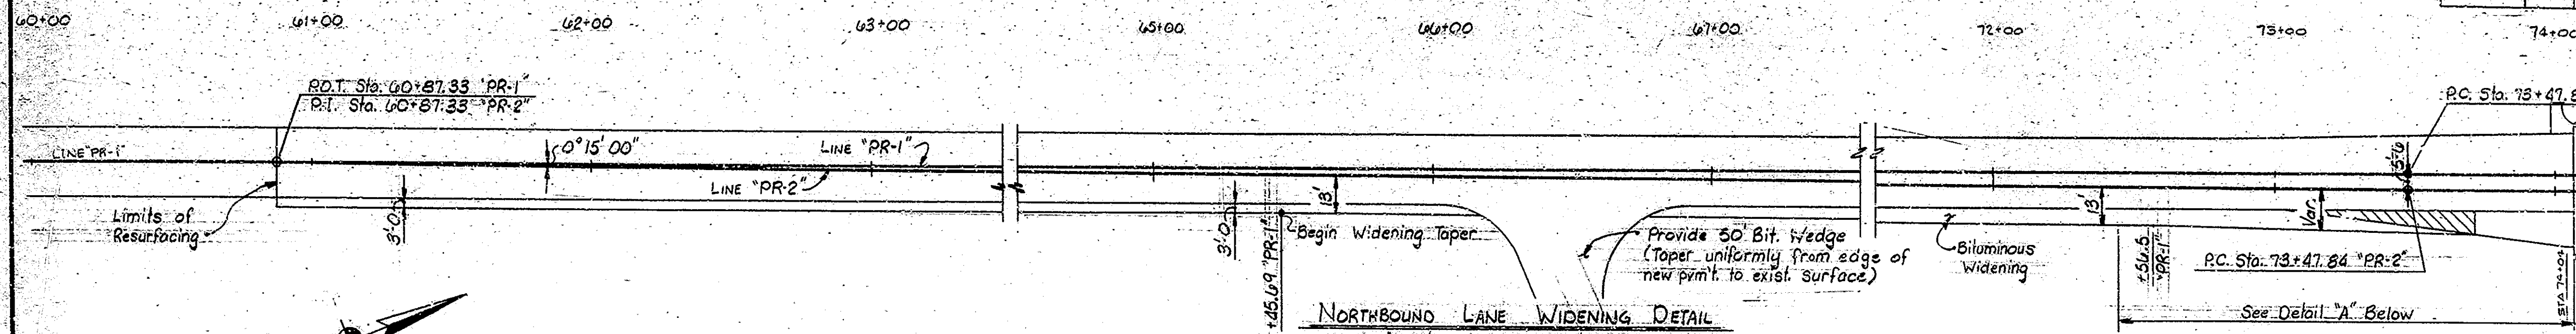 60+00 61+00 62+00 63+00 65+00 66+00 67+00 72+00 73+00 74+00
P.O.T. Sta. 60+87.33 "PR-1"
P.I. Sta. 60+87.33 "PR-2"
P.C. Sta. 73+47.8
LINE "PR-1"
0°15'00"
LINE "PR-1"
LINE "PR-2"
Limits of
Resurfacing
3'-0
3'-0
13'
Begin Widening Taper
+45.69 "PR-1"
Provide 50' Bit. Wedge
(Taper uniformly from edge of
new pvm't. to exist. surface)
Bituminous
Widening
13'
Var.
5.6
+56.5
"PR-1"
P.C. Sta. 73+47.84 "PR-2"
See Detail "A" Below
NORTHBOUND LANE WIDENING DETAIL